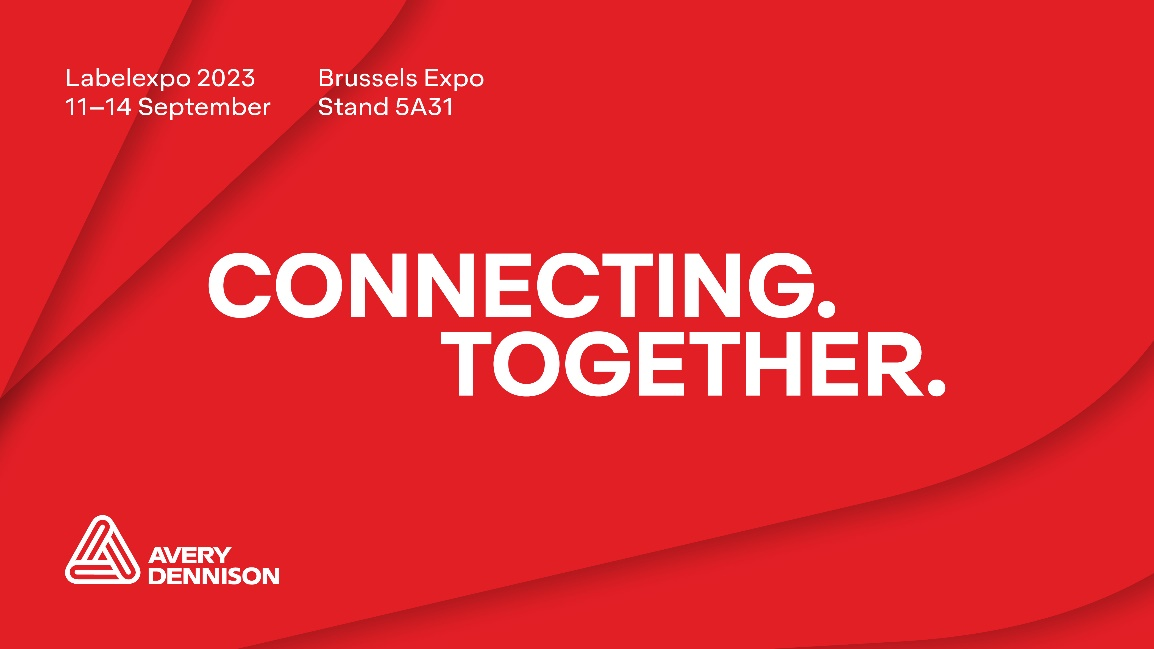 Labelexpo 2023
11–14 September
Brussels Expo
Stand 5A31
CONNECTING.
TOGETHER.
AVERY
DENNISON